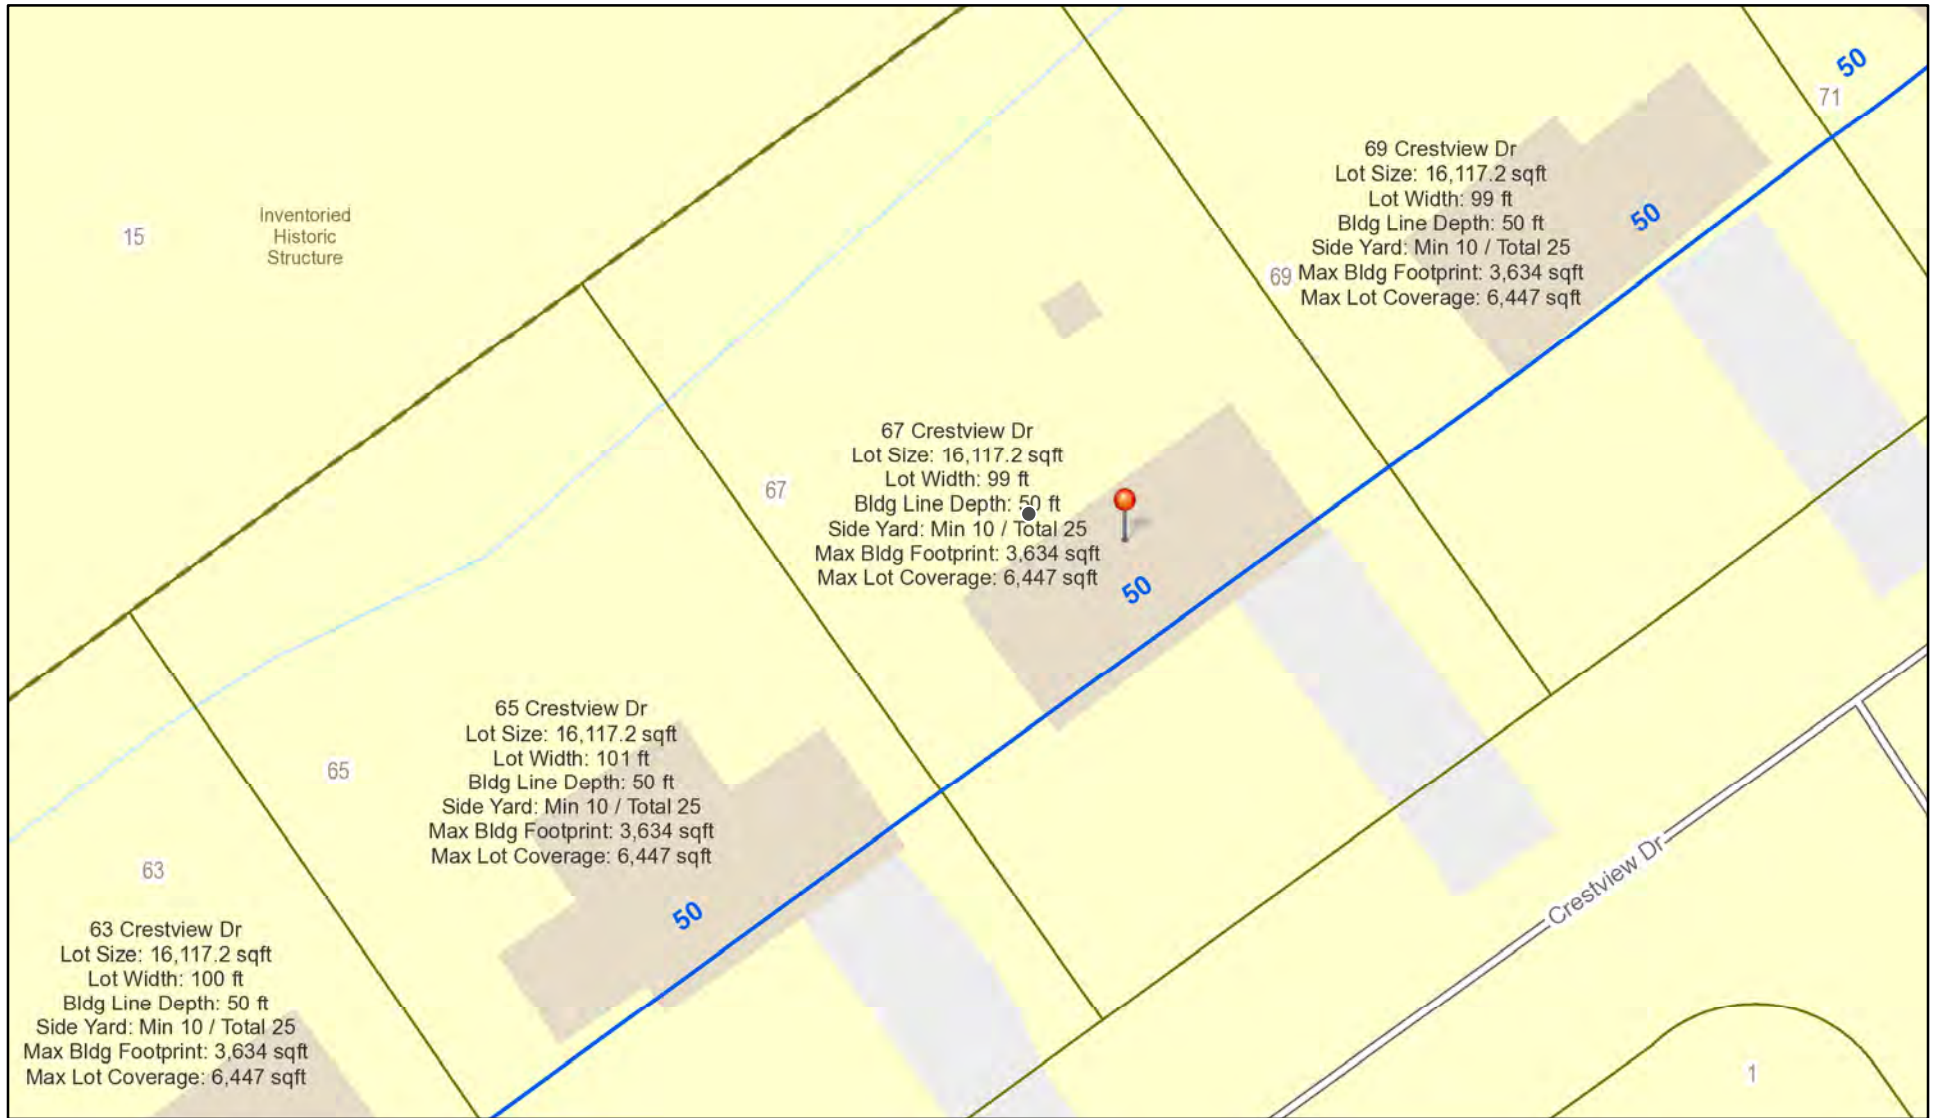 50
71
69 Crestview Dr
Lot Size: 16,117.2 sqft
Lot Width: 99 ft
Bldg Line Depth: 50 ft
Side Yard: Min 10 / Total 25
Max Bldg Footprint: 3,634 sqft
Max Lot Coverage: 6,447 sqft
50
69
15
Inventoried
Historic
Structure
67 Crestview Dr
Lot Size: 16,117.2 sqft
Lot Width: 99 ft
Bldg Line Depth: 50 ft
Side Yard: Min 10 / Total 25
Max Bldg Footprint: 3,634 sqft
Max Lot Coverage: 6,447 sqft
67
50
65 Crestview Dr
Lot Size: 16,117.2 sqft
Lot Width: 101 ft
Bldg Line Depth: 50 ft
Side Yard: Min 10 / Total 25
Max Bldg Footprint: 3,634 sqft
Max Lot Coverage: 6,447 sqft
65
50
Crestview Dr
63
63 Crestview Dr
Lot Size: 16,117.2 sqft
Lot Width: 100 ft
Bldg Line Depth: 50 ft
Side Yard: Min 10 / Total 25
Max Bldg Footprint: 3,634 sqft
Max Lot Coverage: 6,447 sqft
1